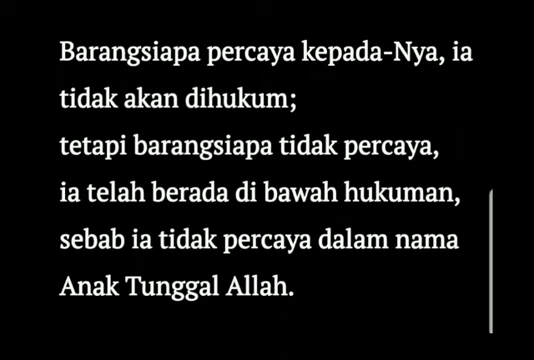 Barangsiapa percaya kepada-Nya, ia
tidak akan dihukum;
tetapi barangsiapa tidak percaya,
ia telah berada di bawah hukuman,
sebab ia tidak percaya dalam nama
Anak Tunggal Allah.